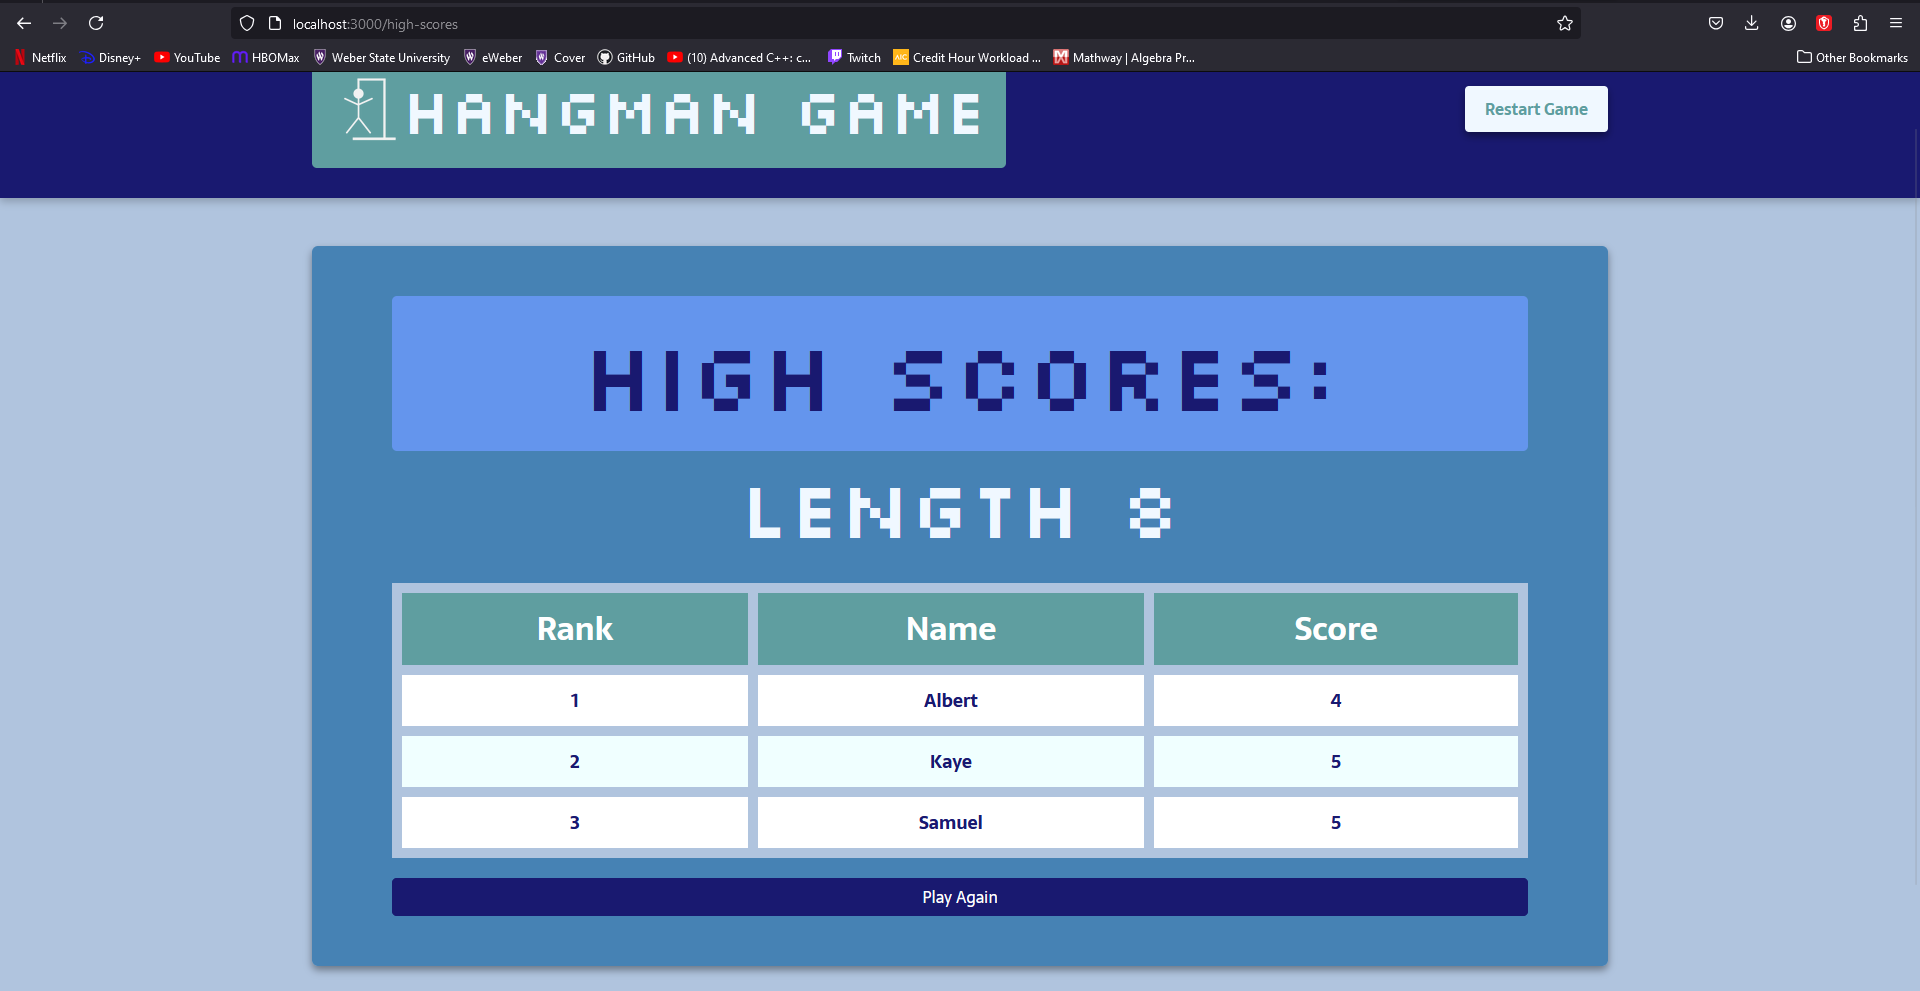 localhost:3000/high-scores
Netflix Disney+ YouTube HBOMax Weber State University eWeber Cover GitHub (10) Advanced C++: c... Twitch AIC Credit Hour Workload ... Mathway | Algebra Pr... Other Bookmarks
HANGMAN GAME
Restart Game
HIGH SCORES:
LENGTH 8
Rank Name Score
1 Albert 4
2 Kaye 5
3 Samuel 5
Play Again